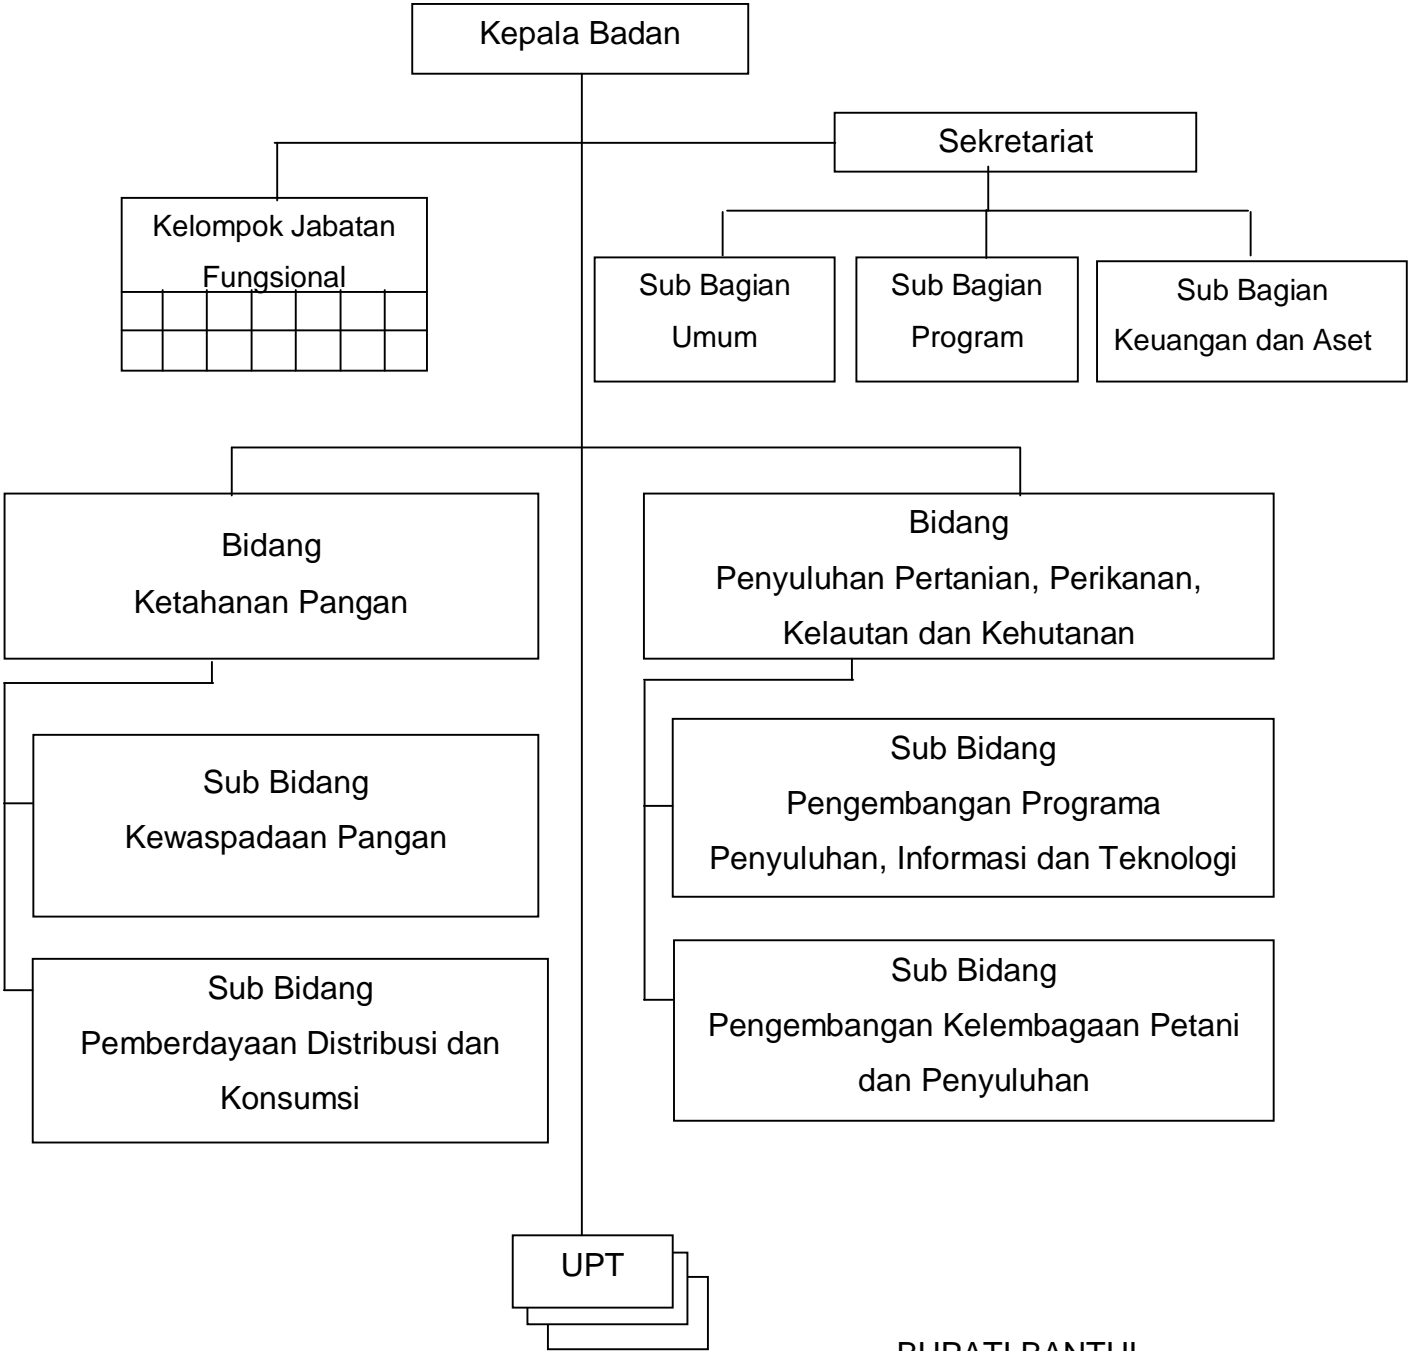 Kepala Badan
Sekretariat
Kelompok Jabatan
Fungsional
Sub Bagian
Umum
Sub Bagian
Program
Sub Bagian
Keuangan dan Aset
Bidang
Ketahanan Pangan
Bidang
Penyuluhan Pertanian, Perikanan,
Kelautan dan Kehutanan
Sub Bidang
Kewaspadaan Pangan
Sub Bidang
Pemberdayaan Distribusi dan
Konsumsi
Sub Bidang
Pengembangan Programa
Penyuluhan, Informasi dan Teknologi
Sub Bidang
Pengembangan Kelembagaan Petani
dan Penyuluhan
UPT
BUPATI BANTUL